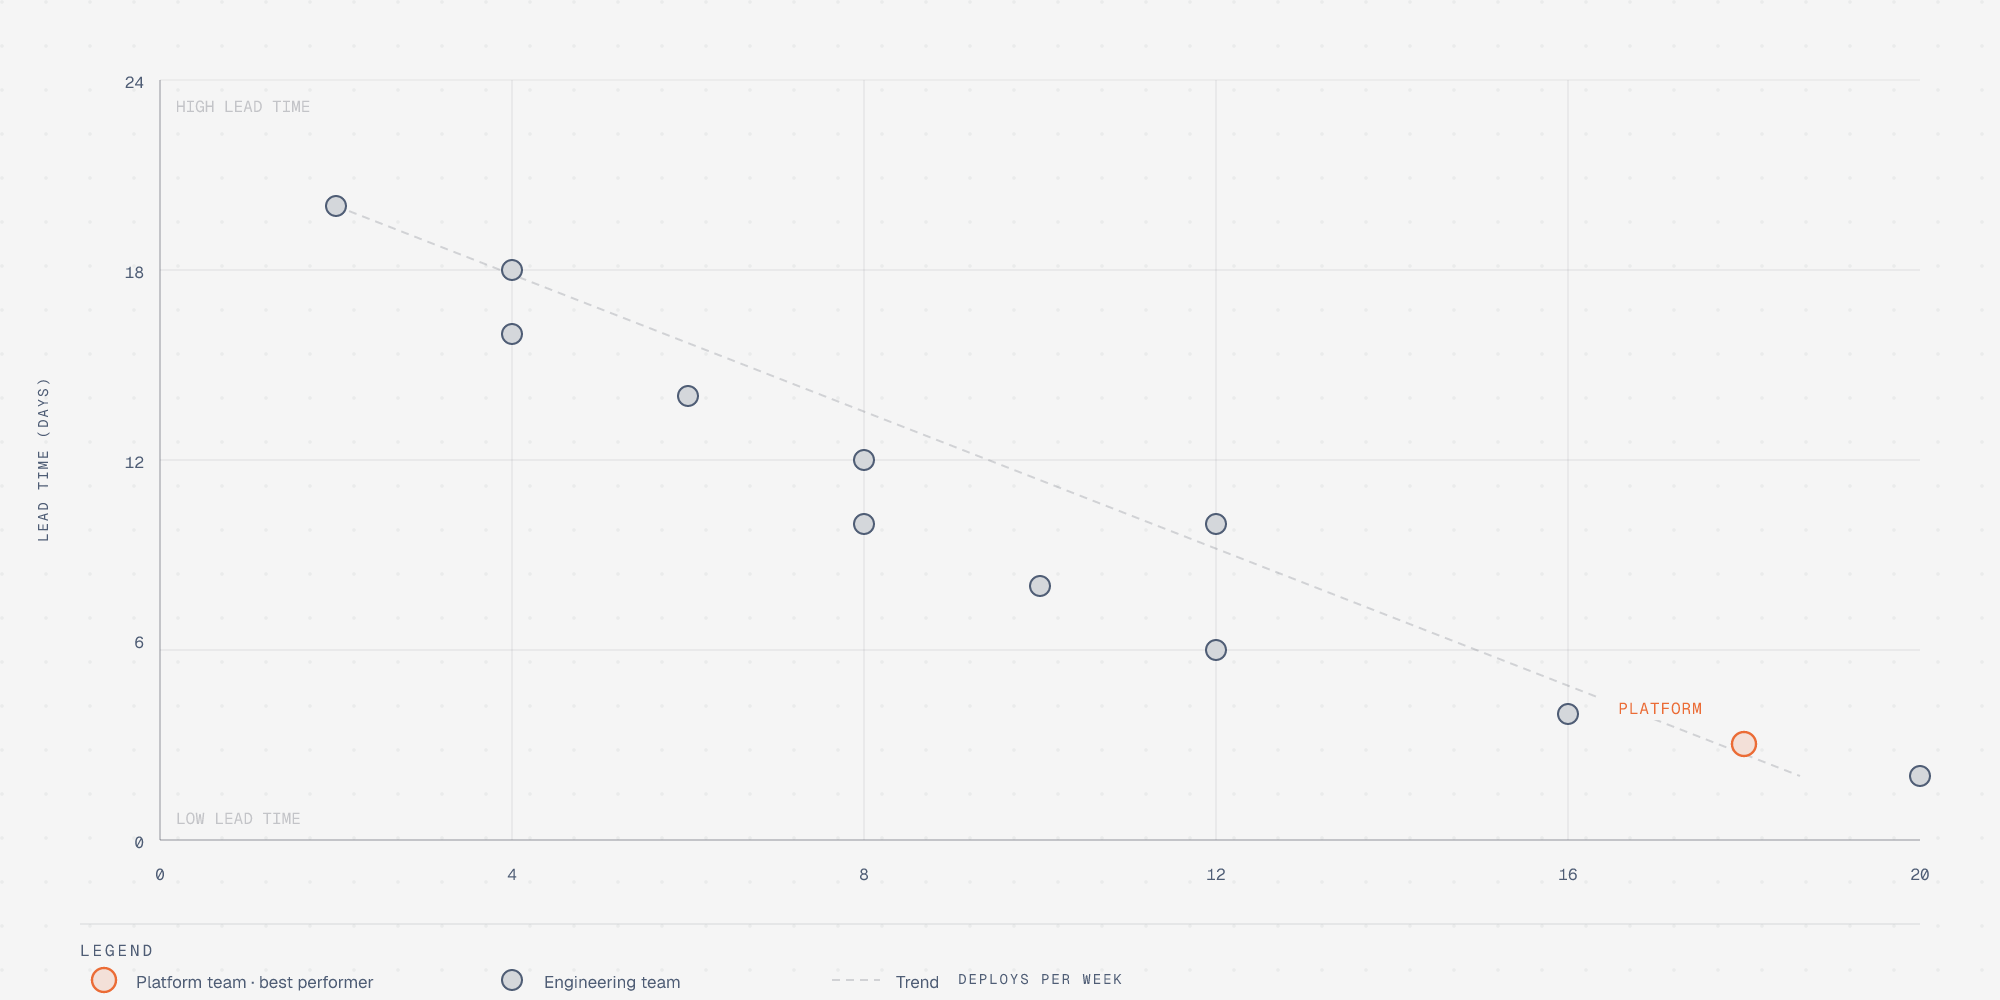 24
HIGH LEAD TIME
18
12
LEAD TIME (DAYS)
6
PLATFORM
LOW LEAD TIME
0
0 4 8 12 16 20
LEGEND
Platform team · best performer Engineering team Trend DEPLOYS PER WEEK